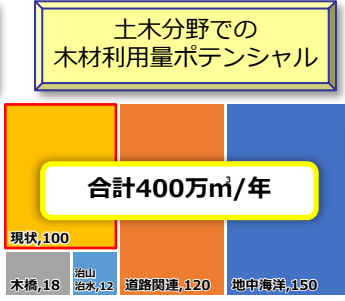 土木分野での
木材利用量ポテンシャル
合計400万㎥/年
現状,100
木橋,18
治山
治水,12
道路関連,120
地中海洋,150